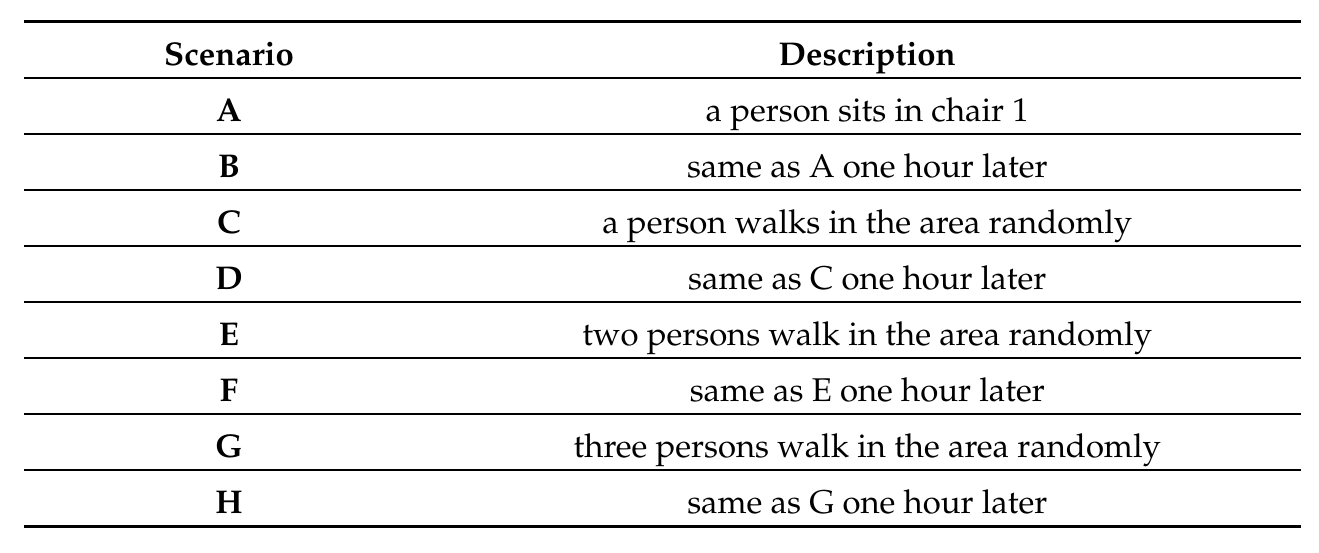 Scenario Description
A a person sits in chair 1
B same as A one hour later
C a person walks in the area randomly
D same as C one hour later
E two persons walk in the area randomly
F same as E one hour later
G three persons walk in the area randomly
H same as G one hour later